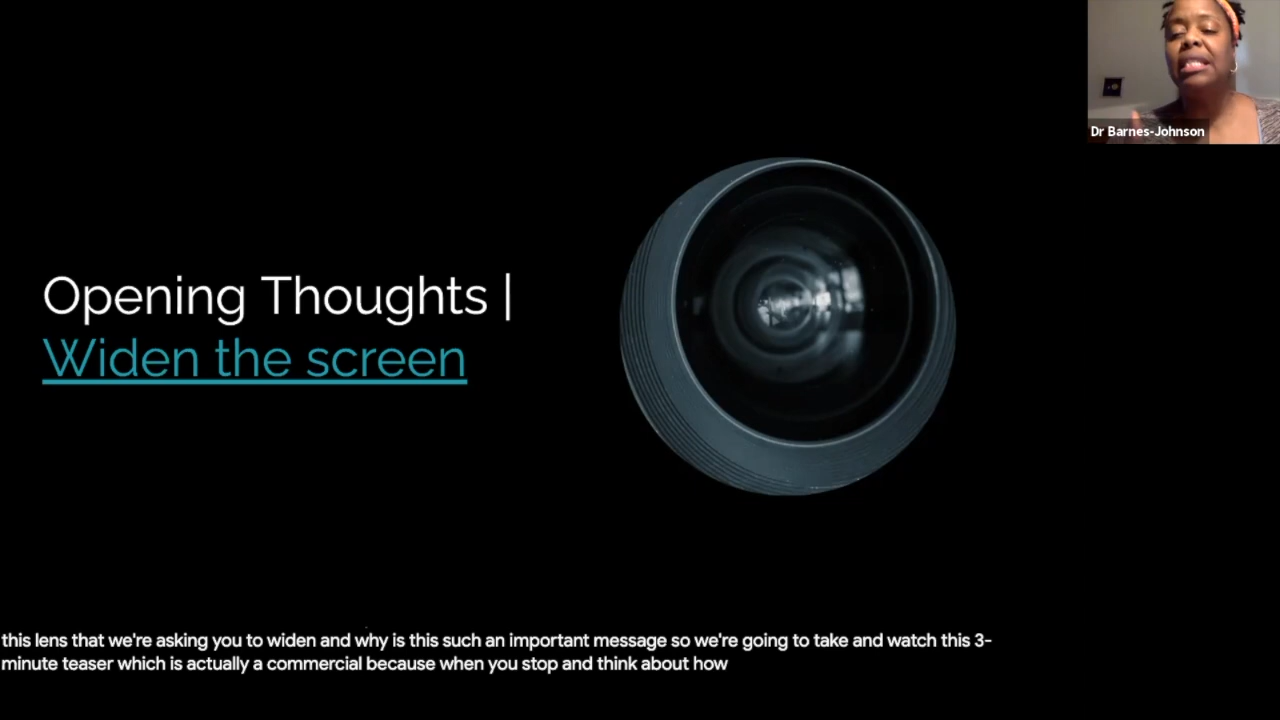 Dr Barnes-Johnson
Opening Thoughts |
Widen the screen
this lens that we're asking you to widen and why is this such an important message so we're going to take and watch this 3-
minute teaser which is actually a commercial because when you stop and think about how